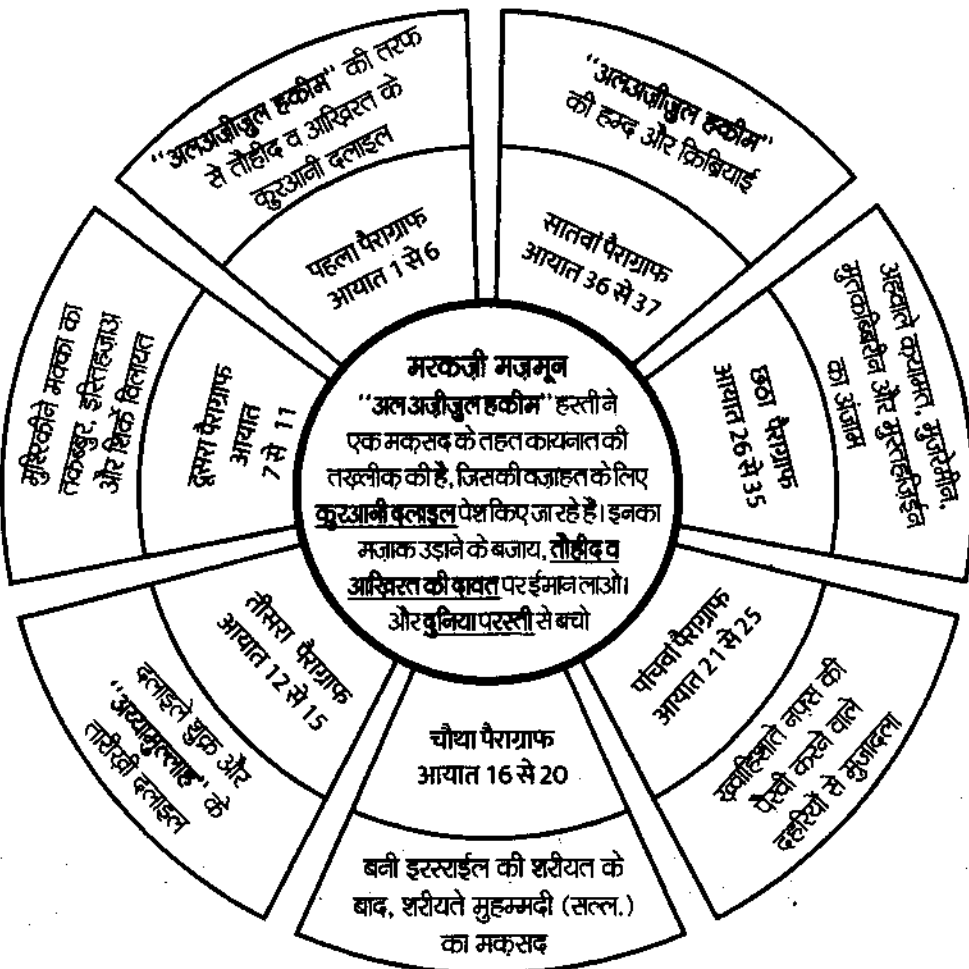 मरकज़ी मज़मून
"अलअज़ीज़ुल हकीम" हस्ती ने
एक मक़सद के तहत कायनात की
तख़्लीक़ की है, जिसकी वज़ाहत के लिए
क़ुरआनी दलाइल पेश किए जा रहे हैं। इनका
मज़ाक उड़ाने के बजाय, तौहीद व
आख़िरत की दावत पर ईमान लाओ।
और दुनिया परस्ती से बचो
"अलअज़ीज़ुल हकीम" की तरफ
से तौहीद व आख़िरत के
क़ुरआनी दलाइल
पहला पैराग्राफ
आयात 1 से 6
मुश्रिकीने मक्का का
तकब्बुर, इस्तिहज़ाअ
और शिर्के विलायत
दूसरा पैराग्राफ
आयात
7 से 11
दलाइले शुक्र और
"अय्यामुल्लाह" के
तारीख़ी दलाइल
तीसरा पैराग्राफ
आयात 12 से 15
चौथा पैराग्राफ
आयात 16 से 20
बनी इस्राईल की शरीयत के
बाद, शरीयते मुहम्मदी (सल्ल.)
का मक़सद
पांचवां पैराग्राफ
आयात 21 से 25
ख़्वाहिशाते नफ़्स की
पैरवी करने वाले
दहरियों से मुजादला
छठा पैराग्राफ
आयात 26 से 35
अहवाले क़यामत, मुजरेमीन,
मुतकब्बिरीन और मुस्तहज़िईन
का अंजाम
सातवां पैराग्राफ
आयात 36 से 37
"अलअज़ीज़ुल हकीम"
की हम्द और किब्रियाई